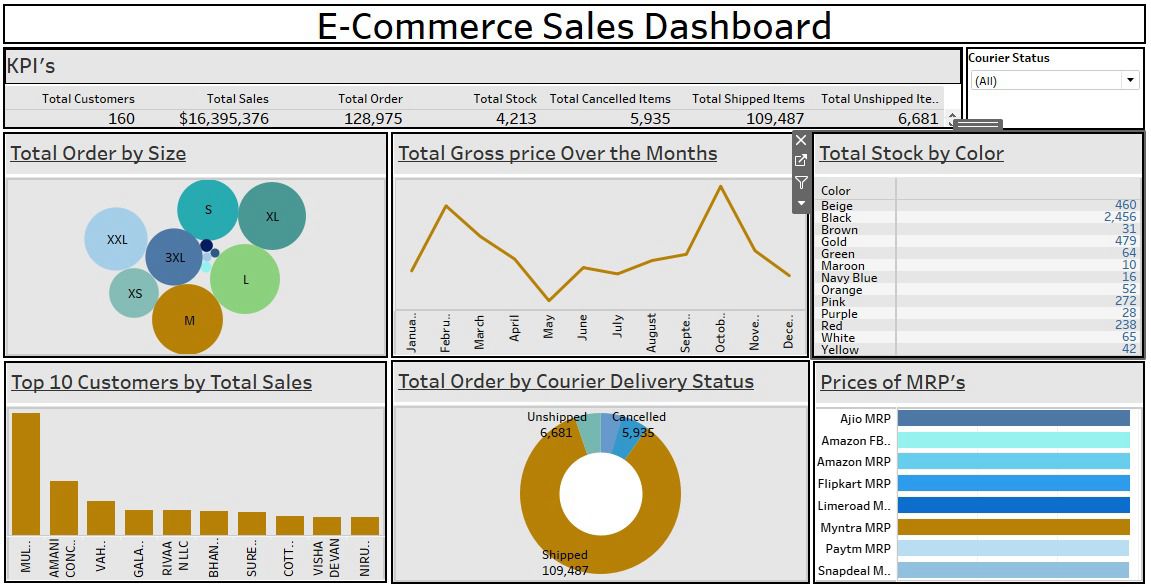 E-Commerce Sales Dashboard
KPI's
Courier Status
(All)
Total Customers Total Sales Total Order Total Stock Total Cancelled Items Total Shipped Items Total Unshipped Ite..
160 $16,395,376 128,975 4,213 5,935 109,487 6,681
Total Order by Size
S
XL
XXL
3XL
L
XS
M
Total Gross price Over the Months
Janua..
Febru..
March
April
May
June
July
August
Septe..
Octob..
Nove..
Dece..
Total Stock by Color
Color
Beige 460
Black 2,456
Brown 31
Gold 479
Green 64
Maroon 10
Navy Blue 16
Orange 52
Pink 272
Purple 28
Red 238
White 65
Yellow 42
Top 10 Customers by Total Sales
MUL..
AMANI
CONC..
VAH..
GALA..
RIVAA
N LLC
BHAN..
SURE..
COTT..
VISHA
DEVAN
NIRU..
Total Order by Courier Delivery Status
Unshipped
6,681
Cancelled
5,935
Shipped
109,487
Prices of MRP's
Ajio MRP
Amazon FB..
Amazon MRP
Flipkart MRP
Limeroad M..
Myntra MRP
Paytm MRP
Snapdeal M..